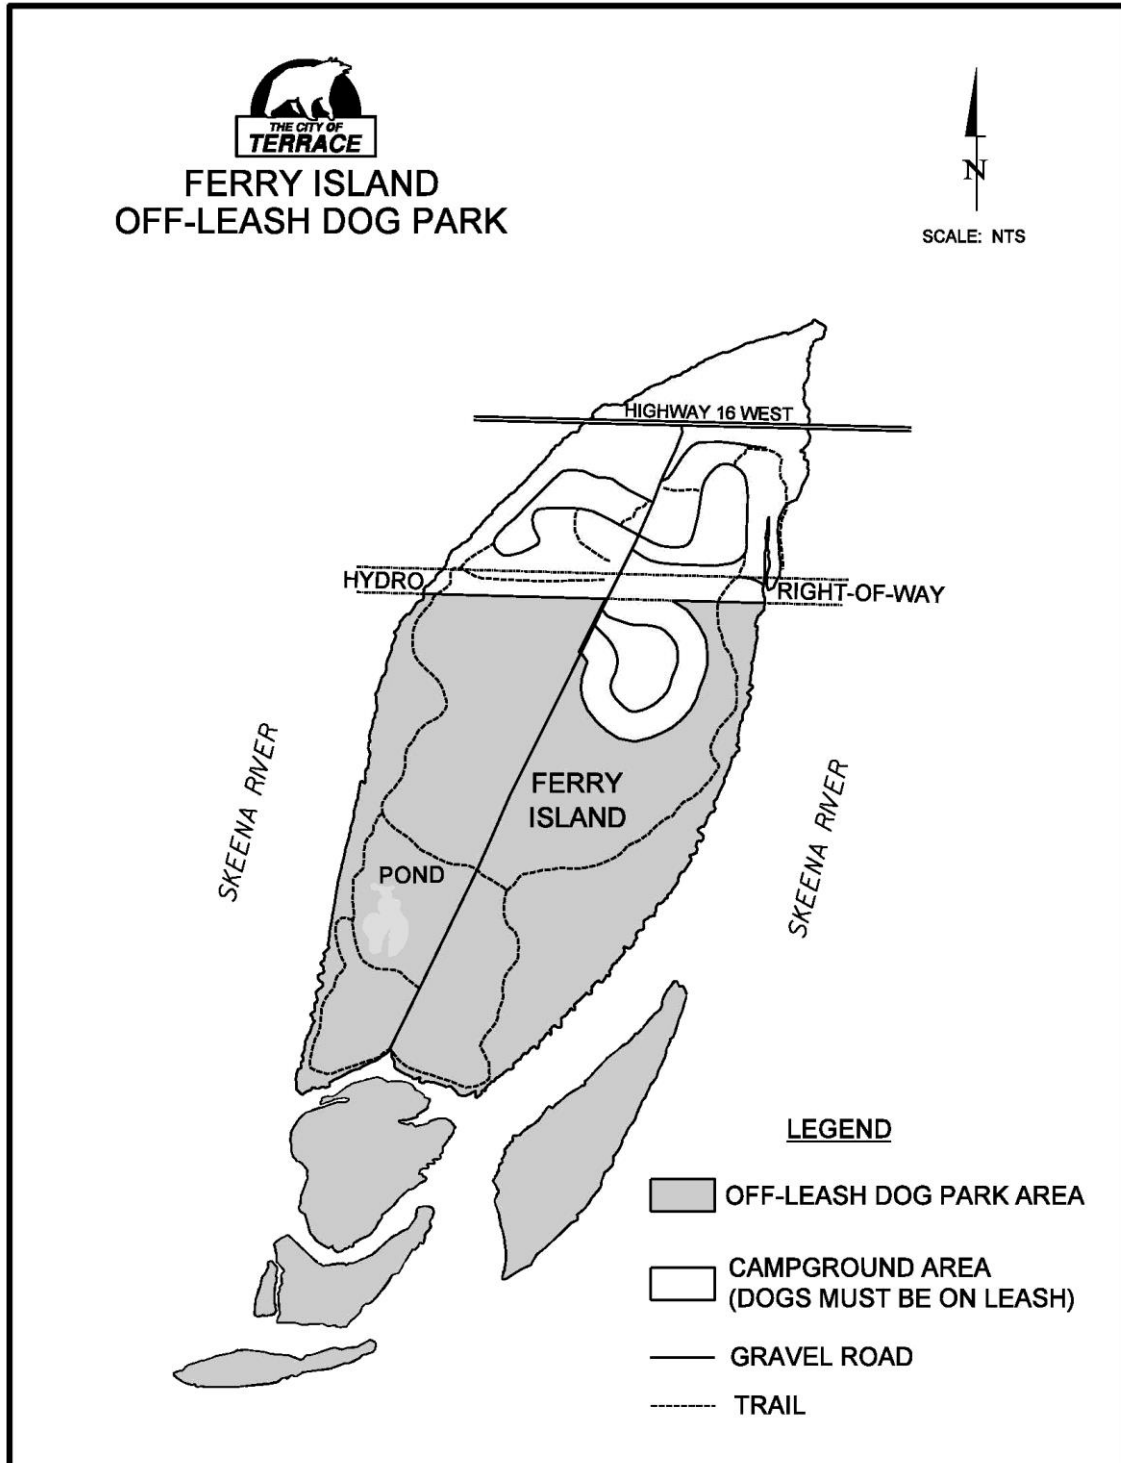 THE CITY OF
TERRACE
FERRY ISLAND
OFF-LEASH DOG PARK
N
SCALE: NTS
HIGHWAY 16 WEST
HYDRO
RIGHT-OF-WAY
SKEENA RIVER
FERRY
ISLAND
SKEENA RIVER
POND
LEGEND
OFF-LEASH DOG PARK AREA
CAMPGROUND AREA
(DOGS MUST BE ON LEASH)
GRAVEL ROAD
TRAIL